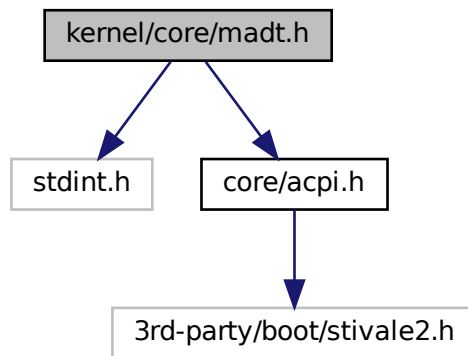 kernel/core/madt.h
stdint.h
core/acpi.h
3rd-party/boot/stivale2.h